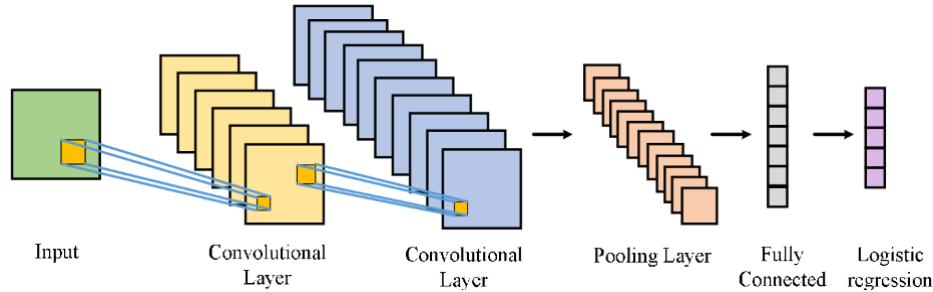 Input
Convolutional
Layer
Convolutional
Layer
Pooling Layer
Fully
Connected
Logistic
regression